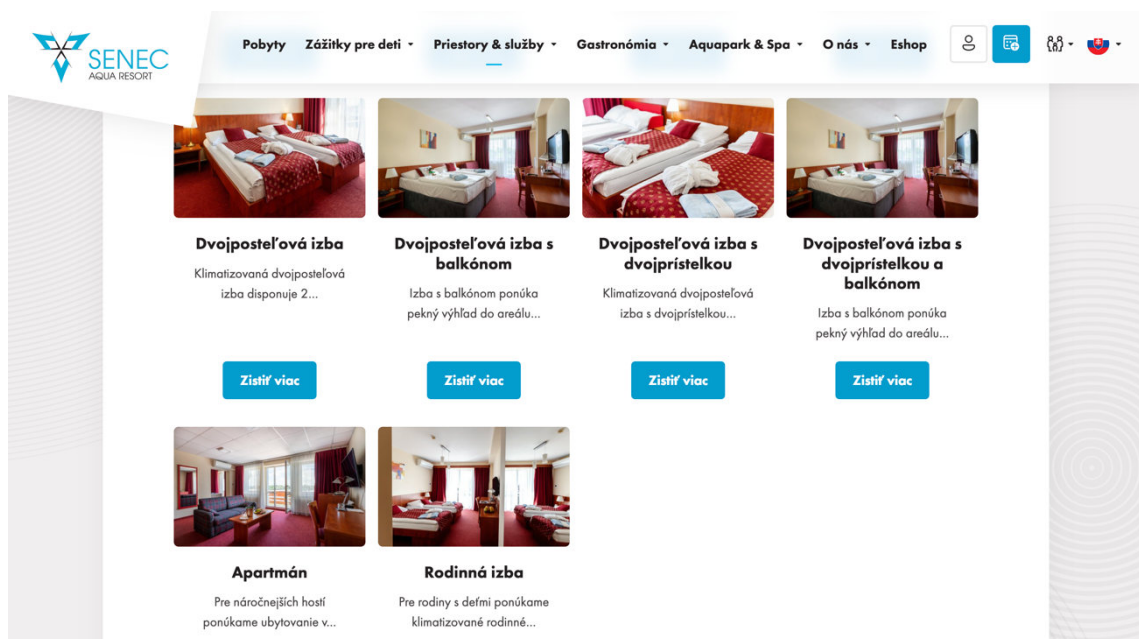 SENEC
AQUA RESORT
Pobyty
Zážitky pre deti
Priestory & služby
Gastronómia
Aquapark & Spa
O nás
Eshop
Dvojposteľová izba
Klimatizovaná dvojposteľová
izba disponuje 2...
Zistiť viac
Dvojposteľová izba s
balkónom
Izba s balkónom ponúka
pekný výhľad do areálu...
Zistiť viac
Dvojposteľová izba s
dvojprístelkou
Klimatizovaná dvojposteľová
izba s dvojprístelkou...
Zistiť viac
Dvojposteľová izba s
dvojprístelkou a
balkónom
Izba s balkónom ponúka
pekný výhľad do areálu...
Zistiť viac
Apartmán
Pre náročnejších hostí
ponúkame ubytovanie v...
Rodinná izba
Pre rodiny s deťmi ponúkame
klimatizované rodinné...